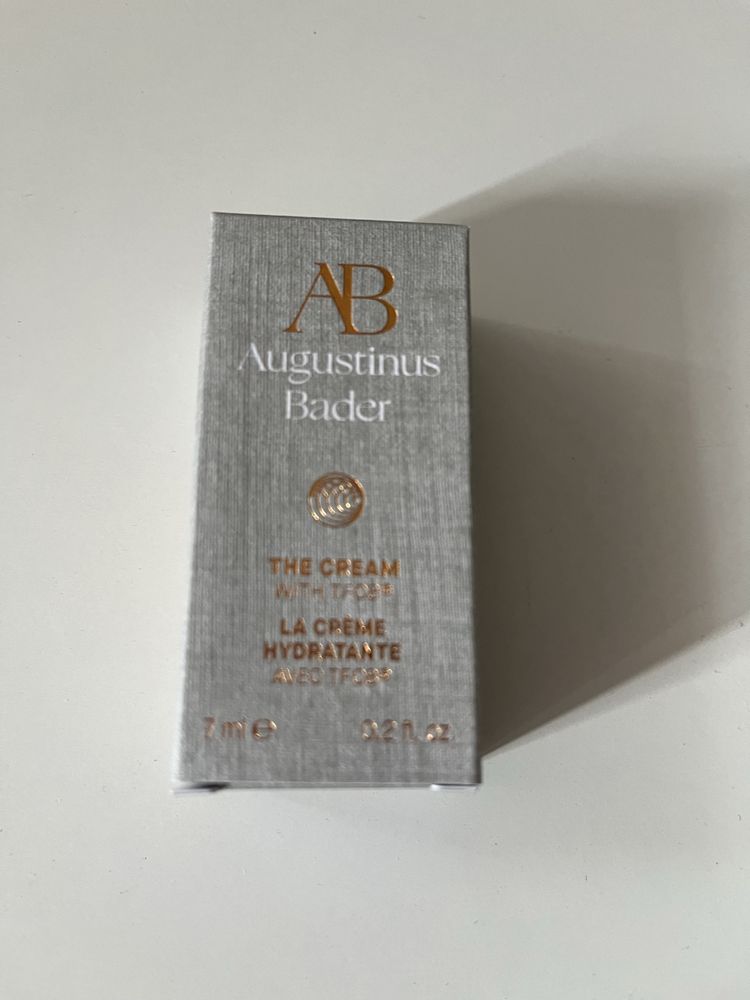 AB
Augustinus
Bader
THE CREAM
WITH TFC8®
LA CRÈME
HYDRATANTE
AVEC TFC8®
7 ml ℮ 0.2 fl. oz